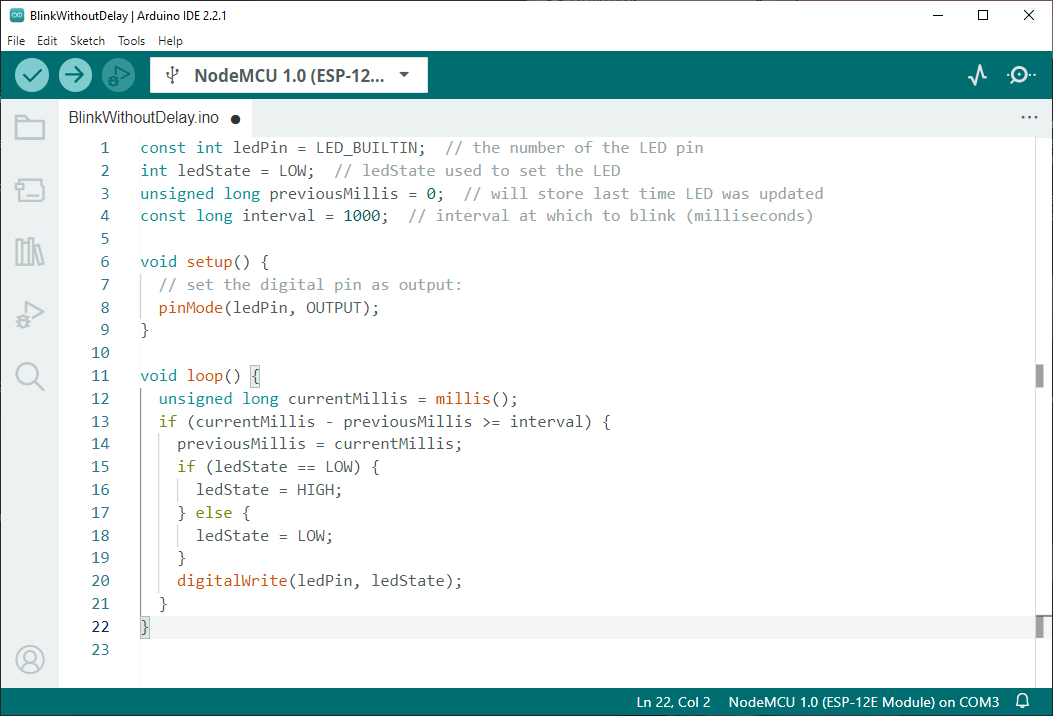 BlinkWithoutDelay | Arduino IDE 2.2.1
File Edit Sketch Tools Help
NodeMCU 1.0 (ESP-12...
BlinkWithoutDelay.ino
1 const int ledPin = LED_BUILTIN;  // the number of the LED pin
2 int ledState = LOW;  // ledState used to set the LED
3 unsigned long previousMillis = 0;  // will store last time LED was updated
4 const long interval = 1000;  // interval at which to blink (milliseconds)
5
6 void setup() {
7   // set the digital pin as output:
8   pinMode(ledPin, OUTPUT);
9 }
10
11 void loop() {
12   unsigned long currentMillis = millis();
13   if (currentMillis - previousMillis >= interval) {
14     previousMillis = currentMillis;
15     if (ledState == LOW) {
16       ledState = HIGH;
17     } else {
18       ledState = LOW;
19     }
20     digitalWrite(ledPin, ledState);
21   }
22 }
23
Ln 22, Col 2 NodeMCU 1.0 (ESP-12E Module) on COM3